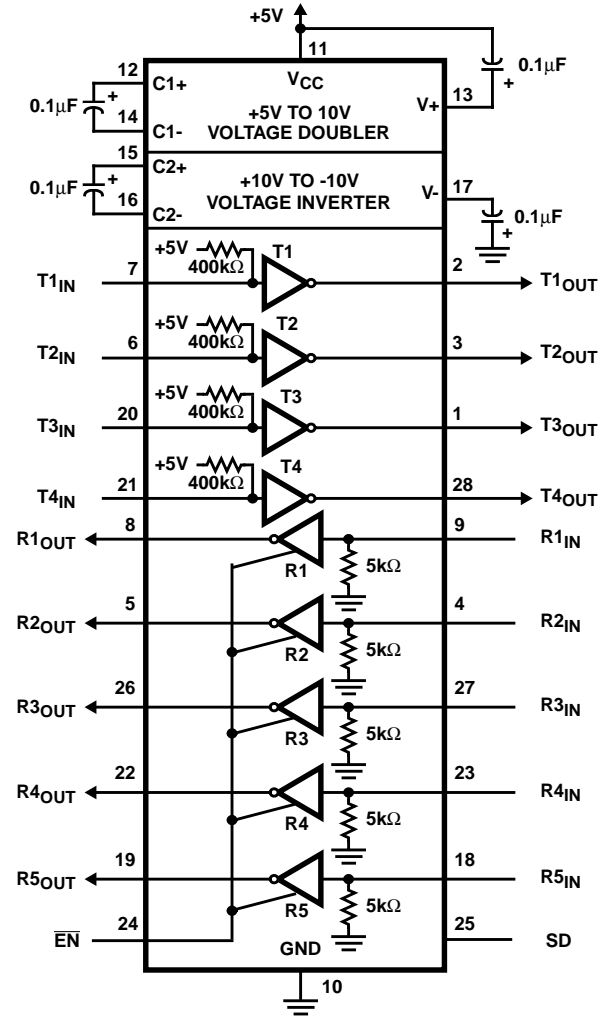 +5V
11
12
C1+
VCC
0.1μF
+
+5V TO 10V
VOLTAGE DOUBLER
14
C1-
V+
13
+
0.1μF
15
C2+
0.1μF
+
+10V TO -10V
VOLTAGE INVERTER
16
C2-
V-
17
+
0.1μF
T1IN
7
+5V
400kΩ
T1
2
T1OUT
T2IN
6
+5V
400kΩ
T2
3
T2OUT
T3IN
20
+5V
400kΩ
T3
1
T3OUT
T4IN
21
+5V
400kΩ
T4
28
T4OUT
R1OUT
8
R1
9
R1IN
5kΩ
R2OUT
5
R2
4
R2IN
5kΩ
R3OUT
26
R3
27
R3IN
5kΩ
R4OUT
22
R4
23
R4IN
5kΩ
R5OUT
19
R5
18
R5IN
5kΩ
EN
24
GND
25
SD
10